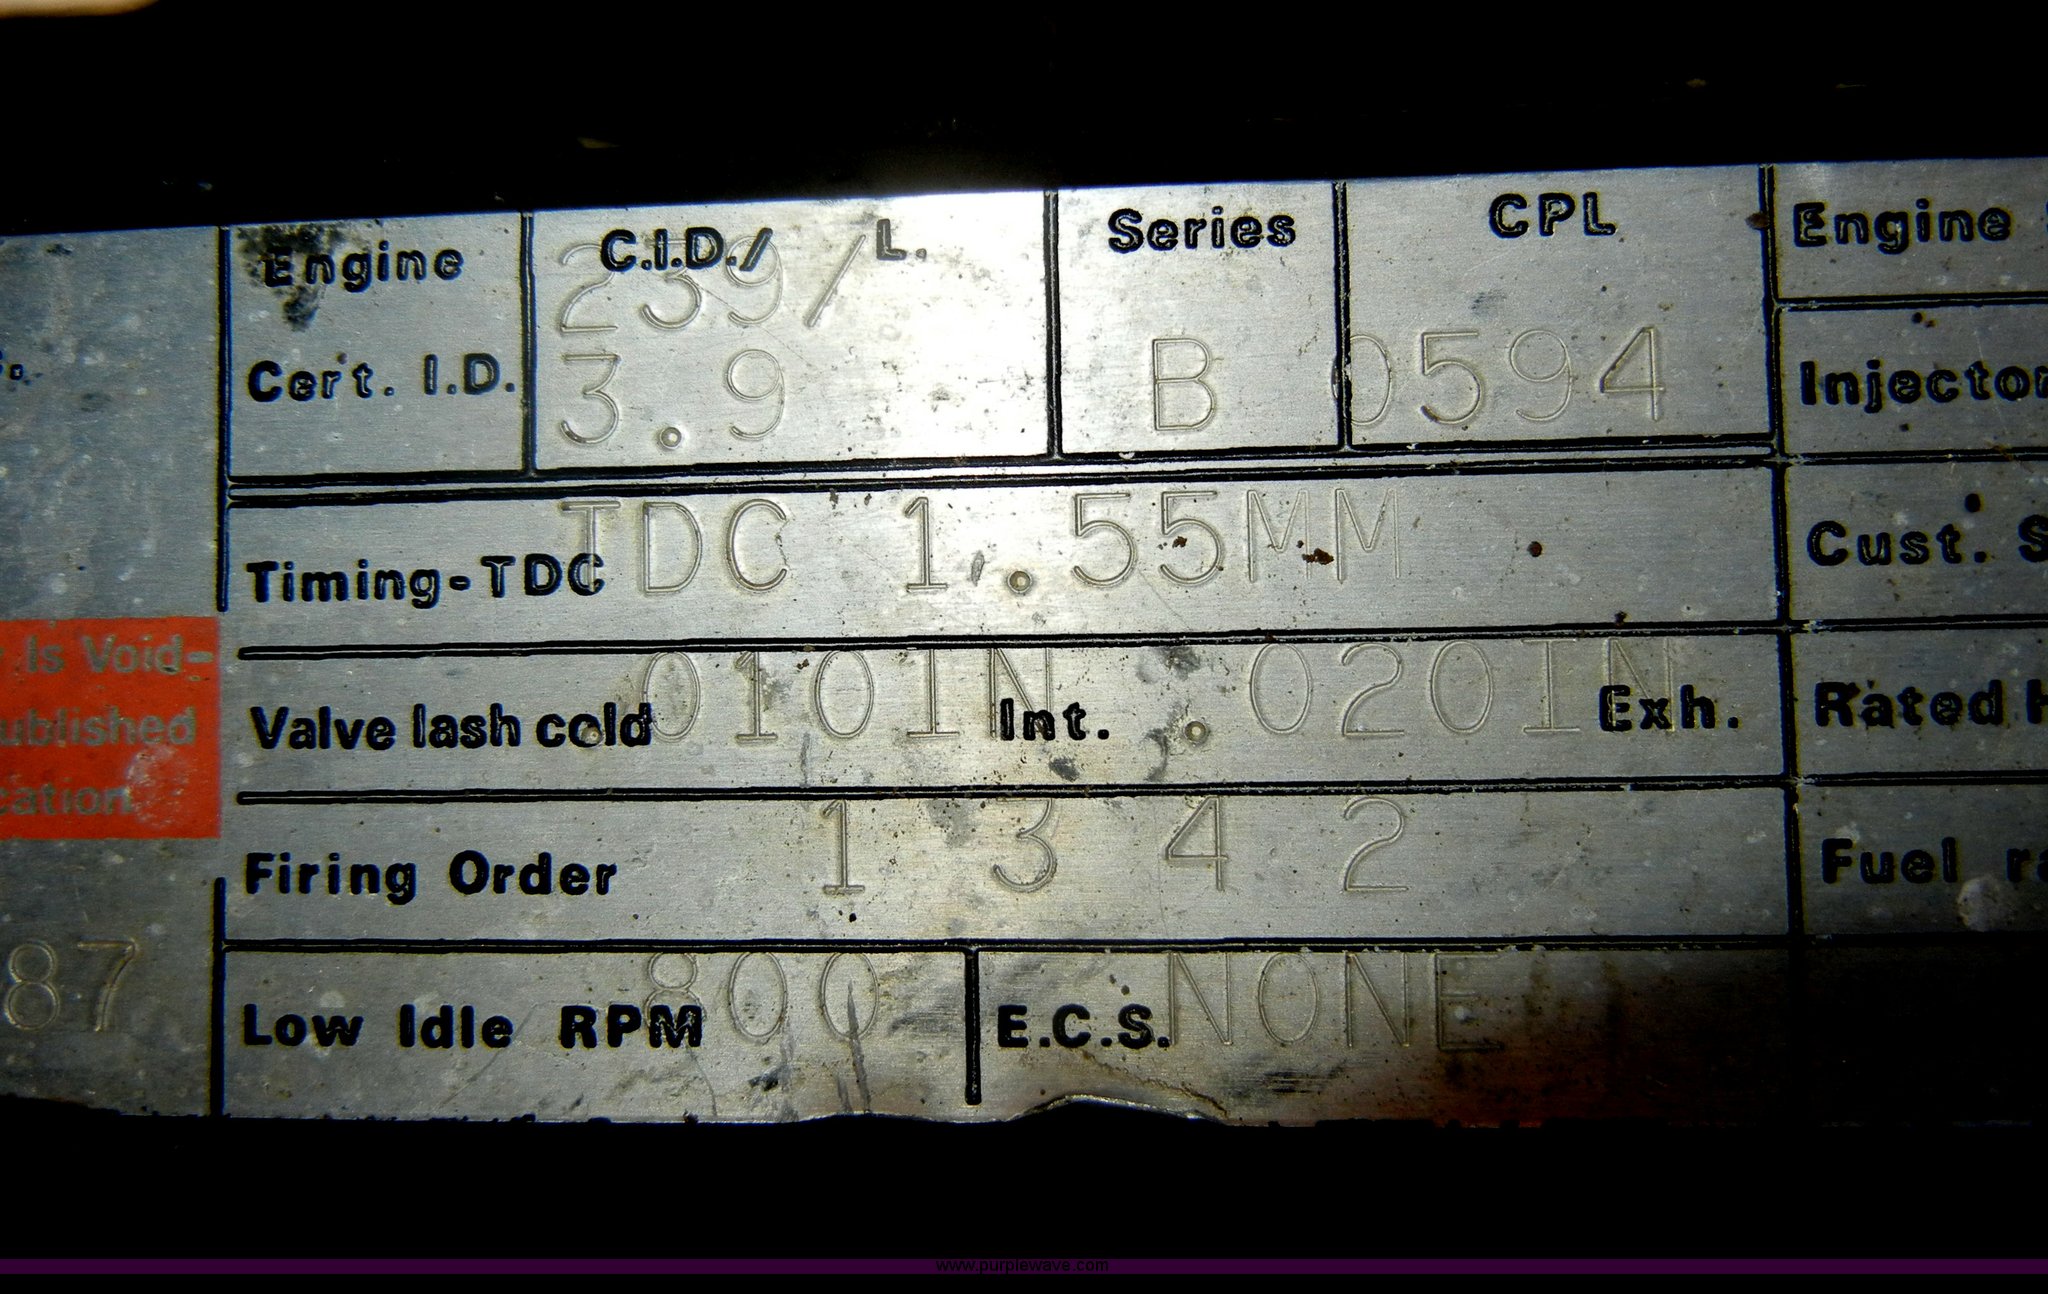 Engine
Cert. I.D.
C.I.D./ L.
239/
3.9
Series
B
CPL
0594
Engine
Injector
Timing-TDC TDC 1.55MM
Cust. S
Is Void-
ublished
cation
Valve lash cold .010IN Int. .020IN Exh.
Rated H
Firing Order 1 3 4 2
Fuel ra
87
Low Idle RPM 800
E.C.S. NONE
www.purplewave.com